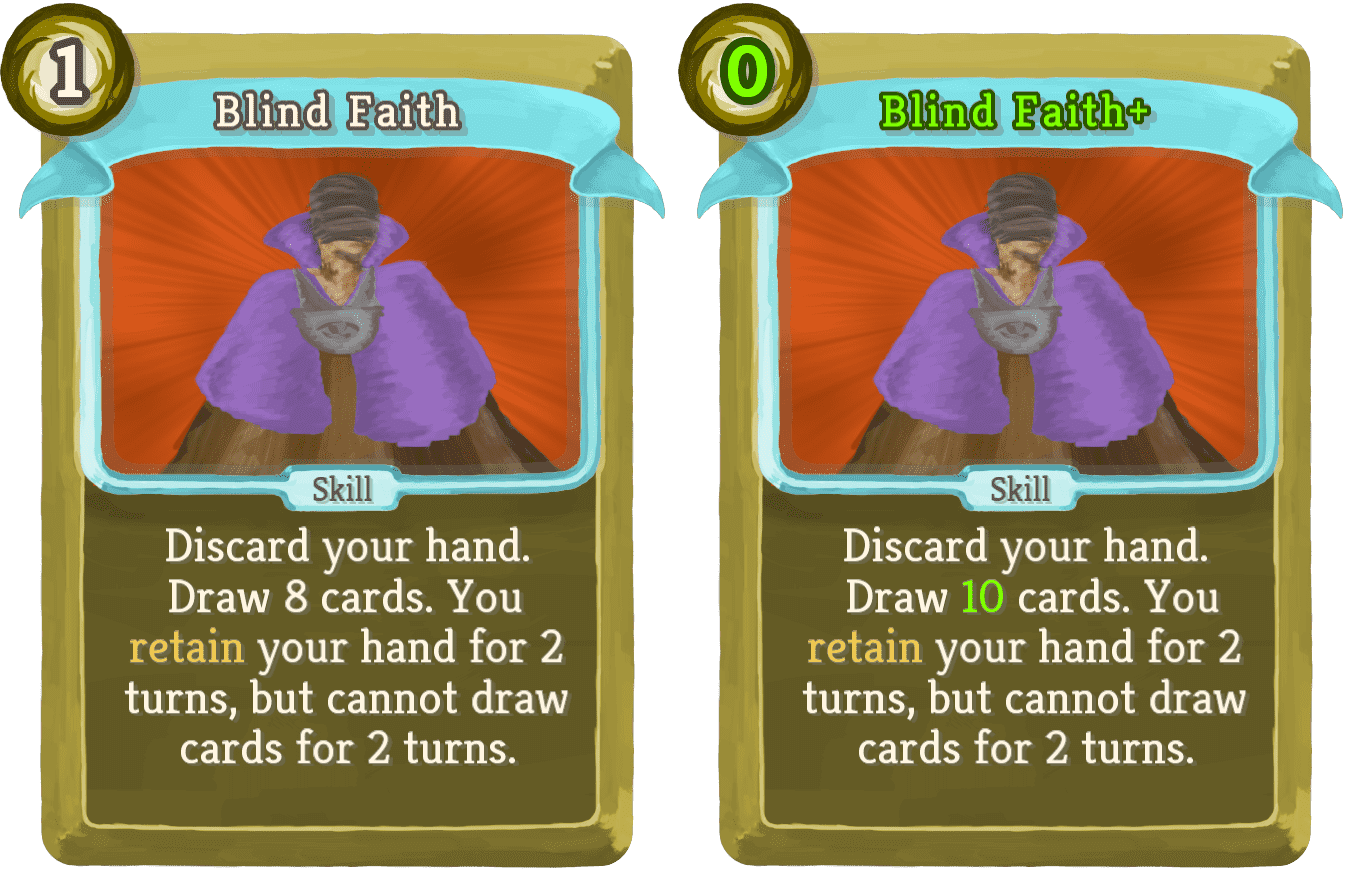 1
Blind Faith
Skill
Discard your hand.
Draw 8 cards. You
retain your hand for 2
turns, but cannot draw
cards for 2 turns.
0
Blind Faith+
Skill
Discard your hand.
Draw 10 cards. You
retain your hand for 2
turns, but cannot draw
cards for 2 turns.